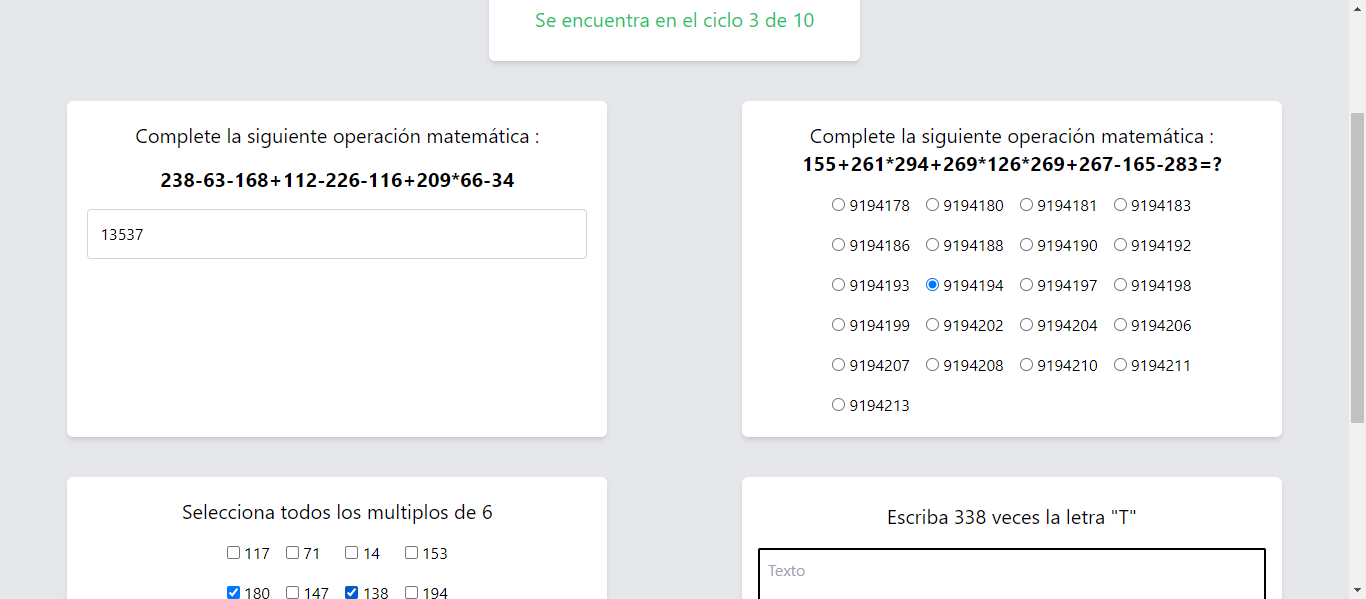 Se encuentra en el ciclo 3 de 10
Complete la siguiente operación matemática :
238-63-168+112-226-116+209*66-34
13537
Complete la siguiente operación matemática :
155+261*294+269*126*269+267-165-283=?
9194178 9194180 9194181 9194183
9194186 9194188 9194190 9194192
9194193 9194194 9194197 9194198
9194199 9194202 9194204 9194206
9194207 9194208 9194210 9194211
9194213
Selecciona todos los multiplos de 6
117 71 14 153
180 147 138 194
Escriba 338 veces la letra "T"
Texto